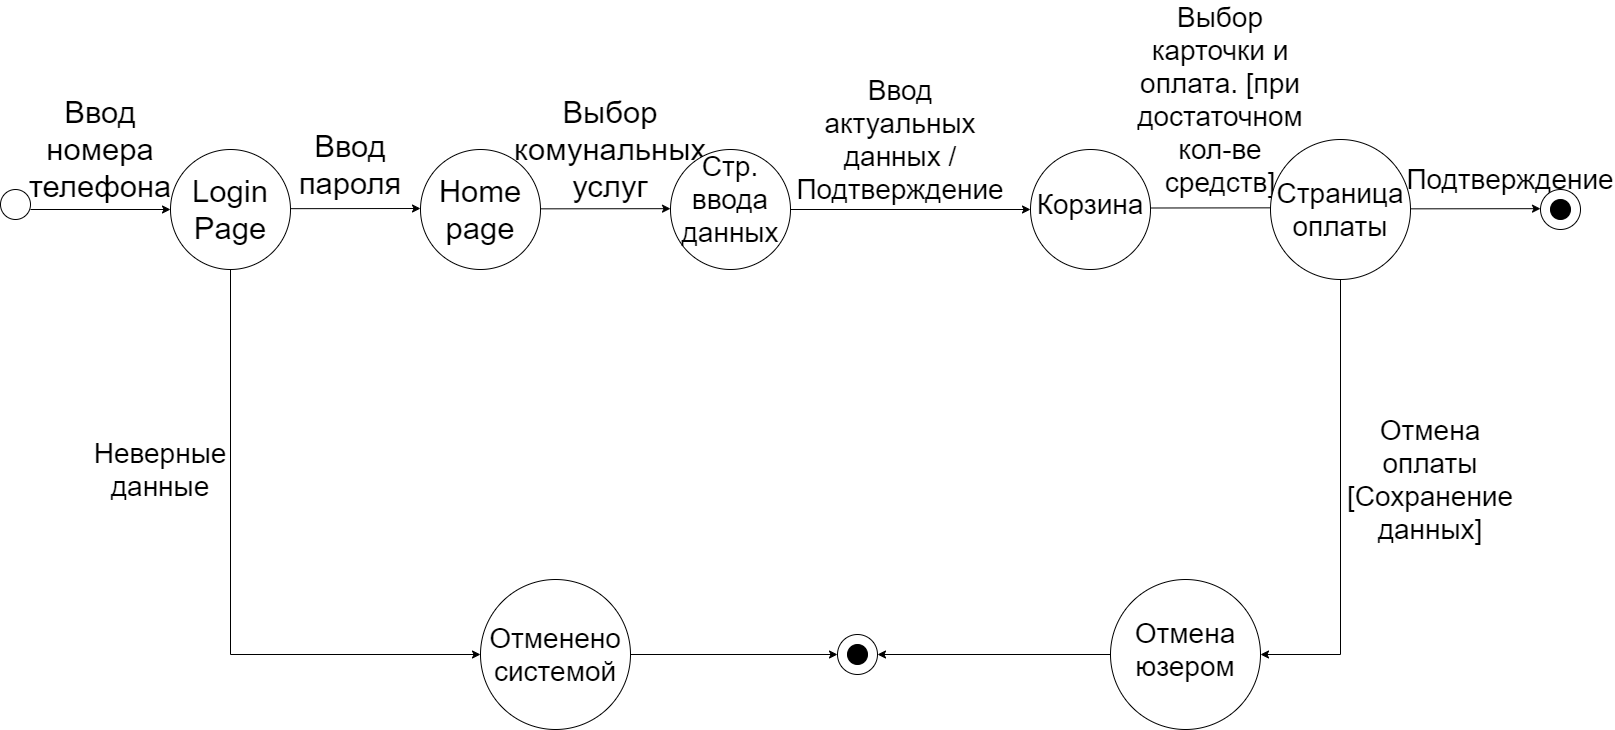 Ввод
номера
телефона
Login
Page
Ввод
пароля
Home
page
Выбор
комунальных
услуг
Стр.
ввода
данных
Ввод
актуальных
данных /
Подтверждение
Корзина
Выбор
карточки и
оплата. [при
достаточном
кол-ве
средств]
Страница
оплаты
Подтверждение
Неверные
данные
Отмена
оплаты
[Сохранение
данных]
Отменено
системой
Отмена
юзером